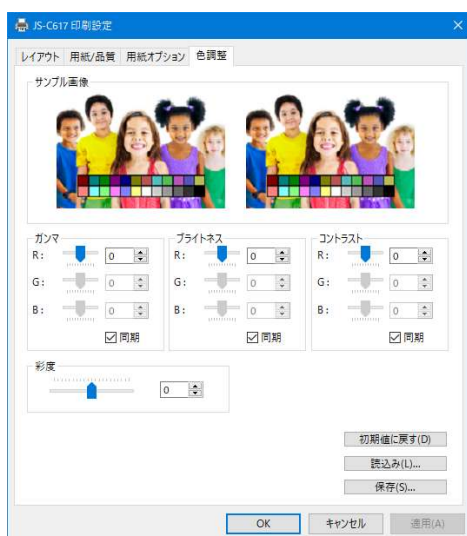 JS-C617 印刷設定
レイアウト 用紙/品質 用紙オプション 色調整
サンプル画像
ガンマ ブライトネス コントラスト
R: 0 R: 0 R: 0
G: 0 G: 0 G: 0
B: 0 B: 0 B: 0
同期 同期 同期
彩度
0
初期値に戻す(D)
読込み(L)...
保存(S)...
OK キャンセル 適用(A)